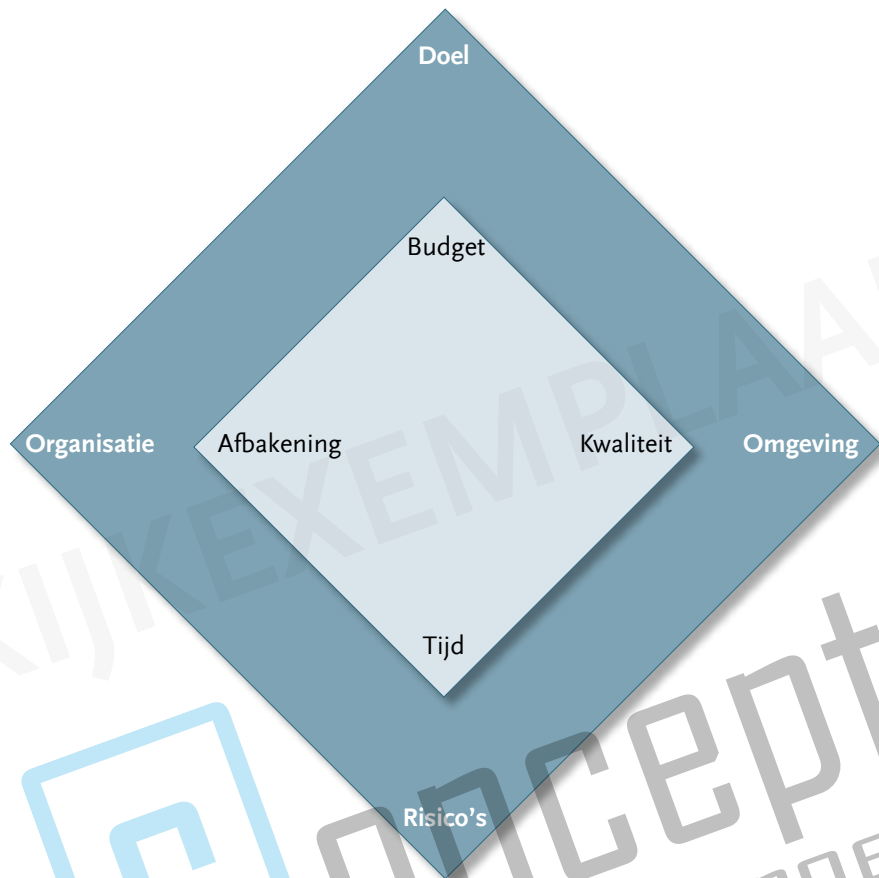 Doel
Budget
Organisatie Afbakening Kwaliteit Omgeving
KIJKEXEMPLAAR
Tijd
Risico's
oncept